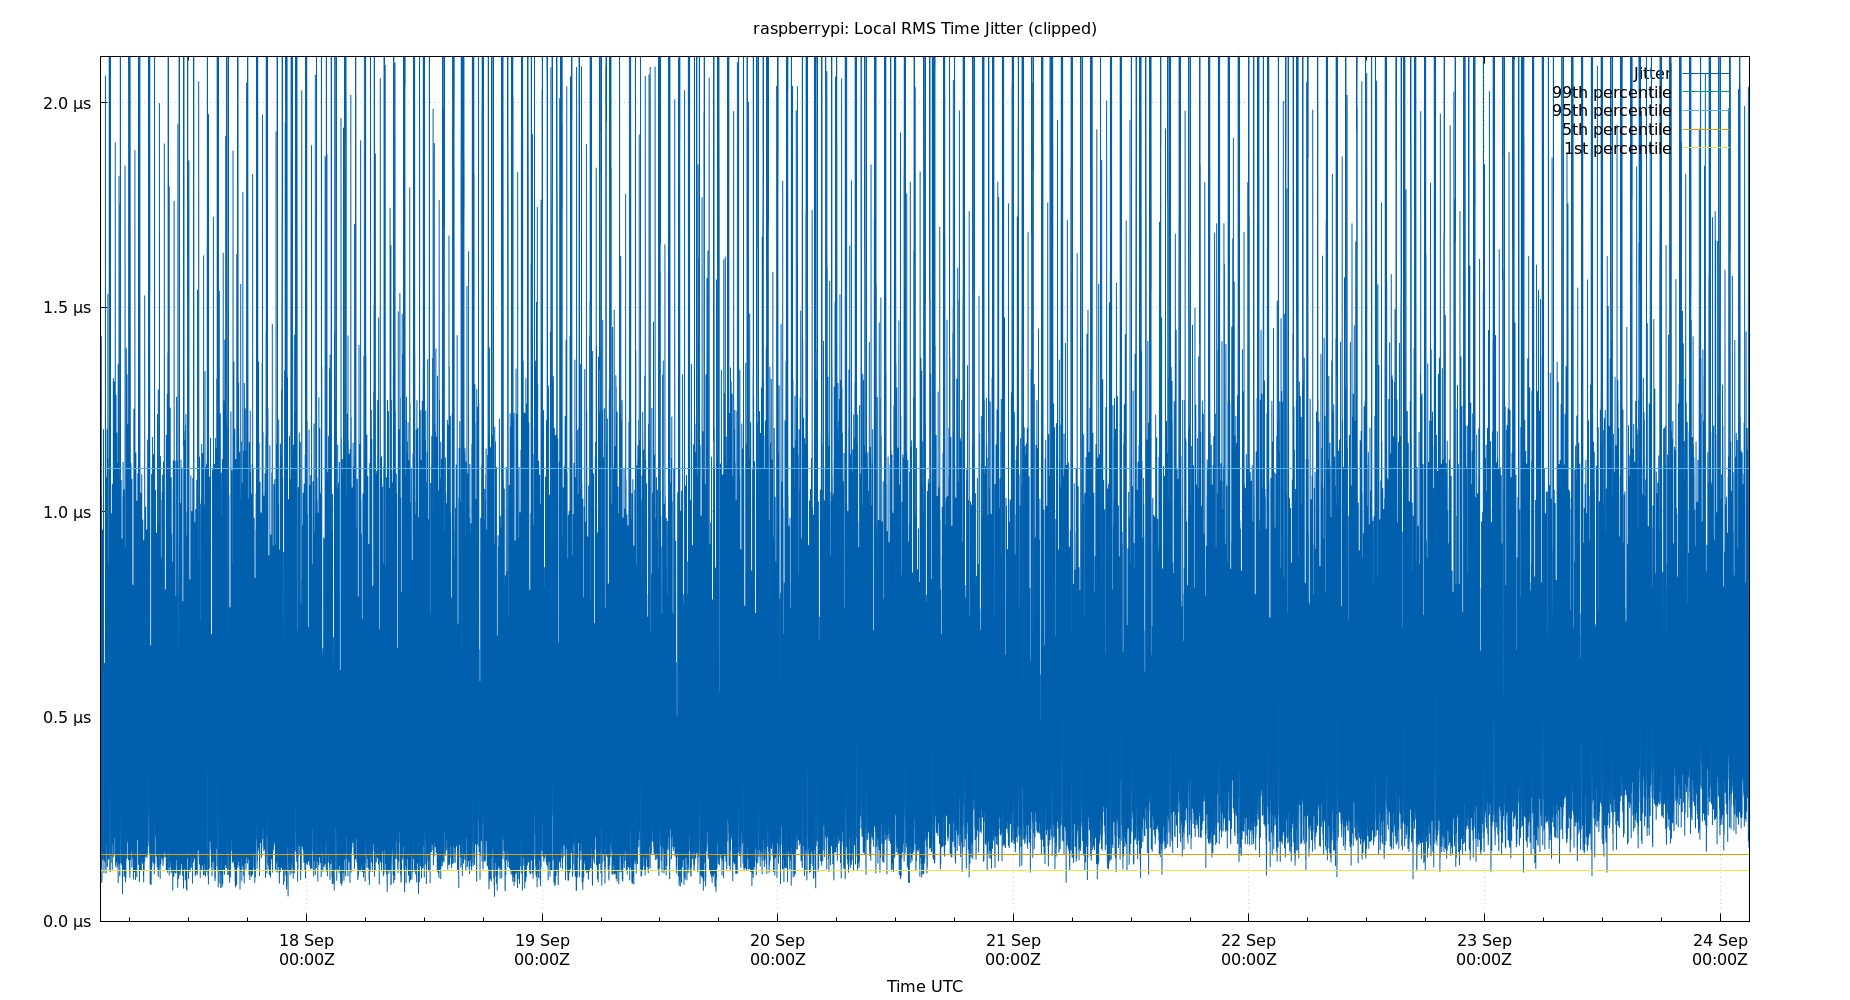 raspberrypi: Local RMS Time Jitter (clipped)
Jitter
99th percentile
95th percentile
5th percentile
1st percentile
2.0 µs
1.5 µs
1.0 µs
0.5 µs
0.0 µs
18 Sep 19 Sep 20 Sep 21 Sep 22 Sep 23 Sep 24 Sep
00:00Z 00:00Z 00:00Z 00:00Z 00:00Z 00:00Z 00:00Z
Time UTC